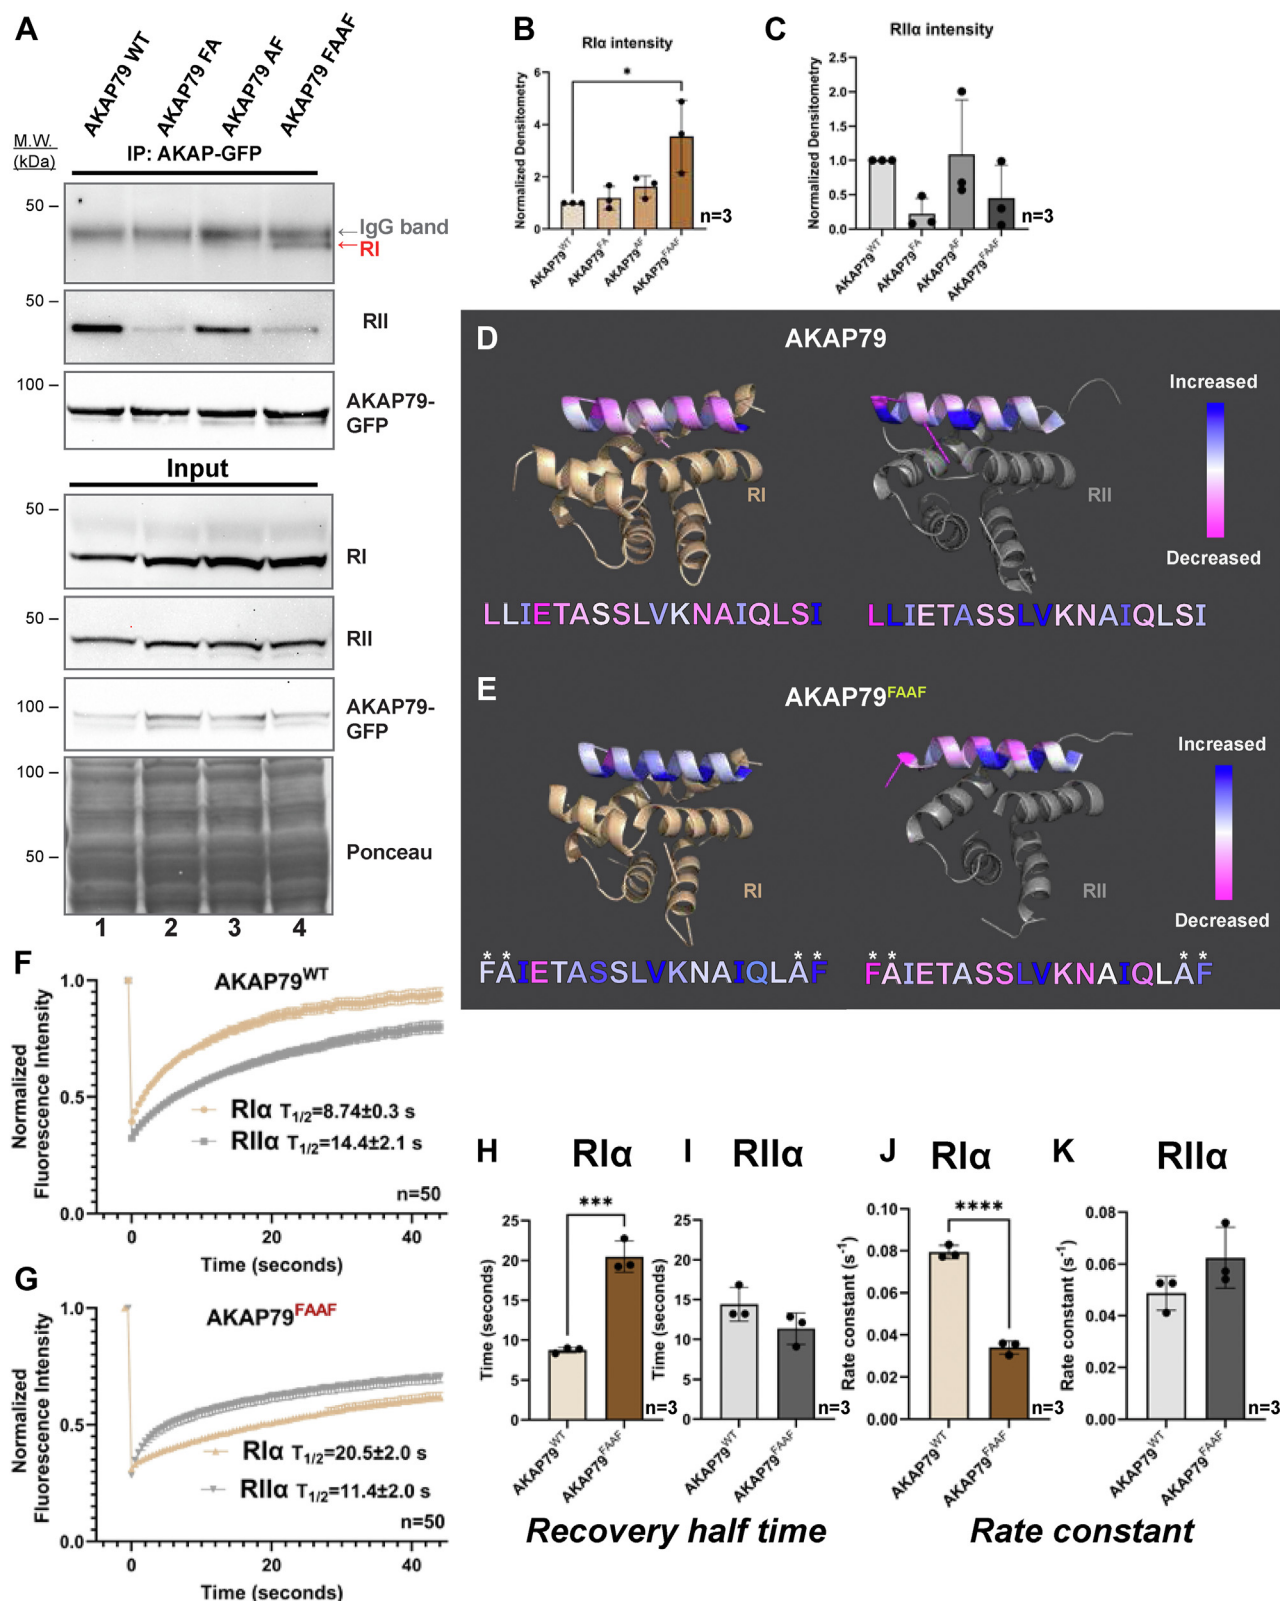 A
AKAP79 WT
AKAP79 FA
AKAP79 AF
AKAP79 FAAF
M.W.
(kDa)
IP: AKAP-GFP
50
←IgG band
←RI
50
RII
100
AKAP79-
GFP
Input
50
RI
50
RII
100
AKAP79-
GFP
100
50
Ponceau
1 2 3 4
B
RIα intensity
Normalized Densitometry
6
4
2
0
*
n=3
AKAP79WT
AKAP79FA
AKAP79AF
AKAP79FAAF
C
RIIα intensity
Normalized Densitometry
2.5
2.0
1.5
1.0
0.5
0.0
n=3
AKAP79WT
AKAP79FA
AKAP79AF
AKAP79FAAF
D
AKAP79
RI
RII
Increased
Decreased
LLIETASSLVKNAIQLSI
LLIETASSLVKNAIQLSI
E
AKAP79FAAF
RI
RII
Increased
Decreased
* * * *
FAIETASSLVKNAIQLAF
* * * *
FAIETASSLVKNAIQLAF
F
AKAP79WT
Normalized
Fluorescence Intensity
1.0
0.5
0.0
RIα T1/2=8.74±0.3 s
RIIα T1/2=14.4±2.1 s
n=50
0 20 40
Time (seconds)
G
AKAP79FAAF
Normalized
Fluorescence Intensity
1.0
0.5
0.0
RIα T1/2=20.5±2.0 s
RIIα T1/2=11.4±2.0 s
n=50
0 20 40
Time (seconds)
H
RIα
Time (seconds)
25
20
15
10
5
0
***
n=3
AKAP79WT
AKAP79FAAF
I
RIIα
Time (seconds)
25
20
15
10
5
0
n=3
AKAP79WT
AKAP79FAAF
Recovery half time
J
RIα
Rate constant (s-1)
0.10
0.08
0.06
0.04
0.02
0.00
****
n=3
AKAP79WT
AKAP79FAAF
K
RIIα
Rate constant (s-1)
0.08
0.06
0.04
0.02
0.00
n=3
AKAP79WT
AKAP79FAAF
Rate constant